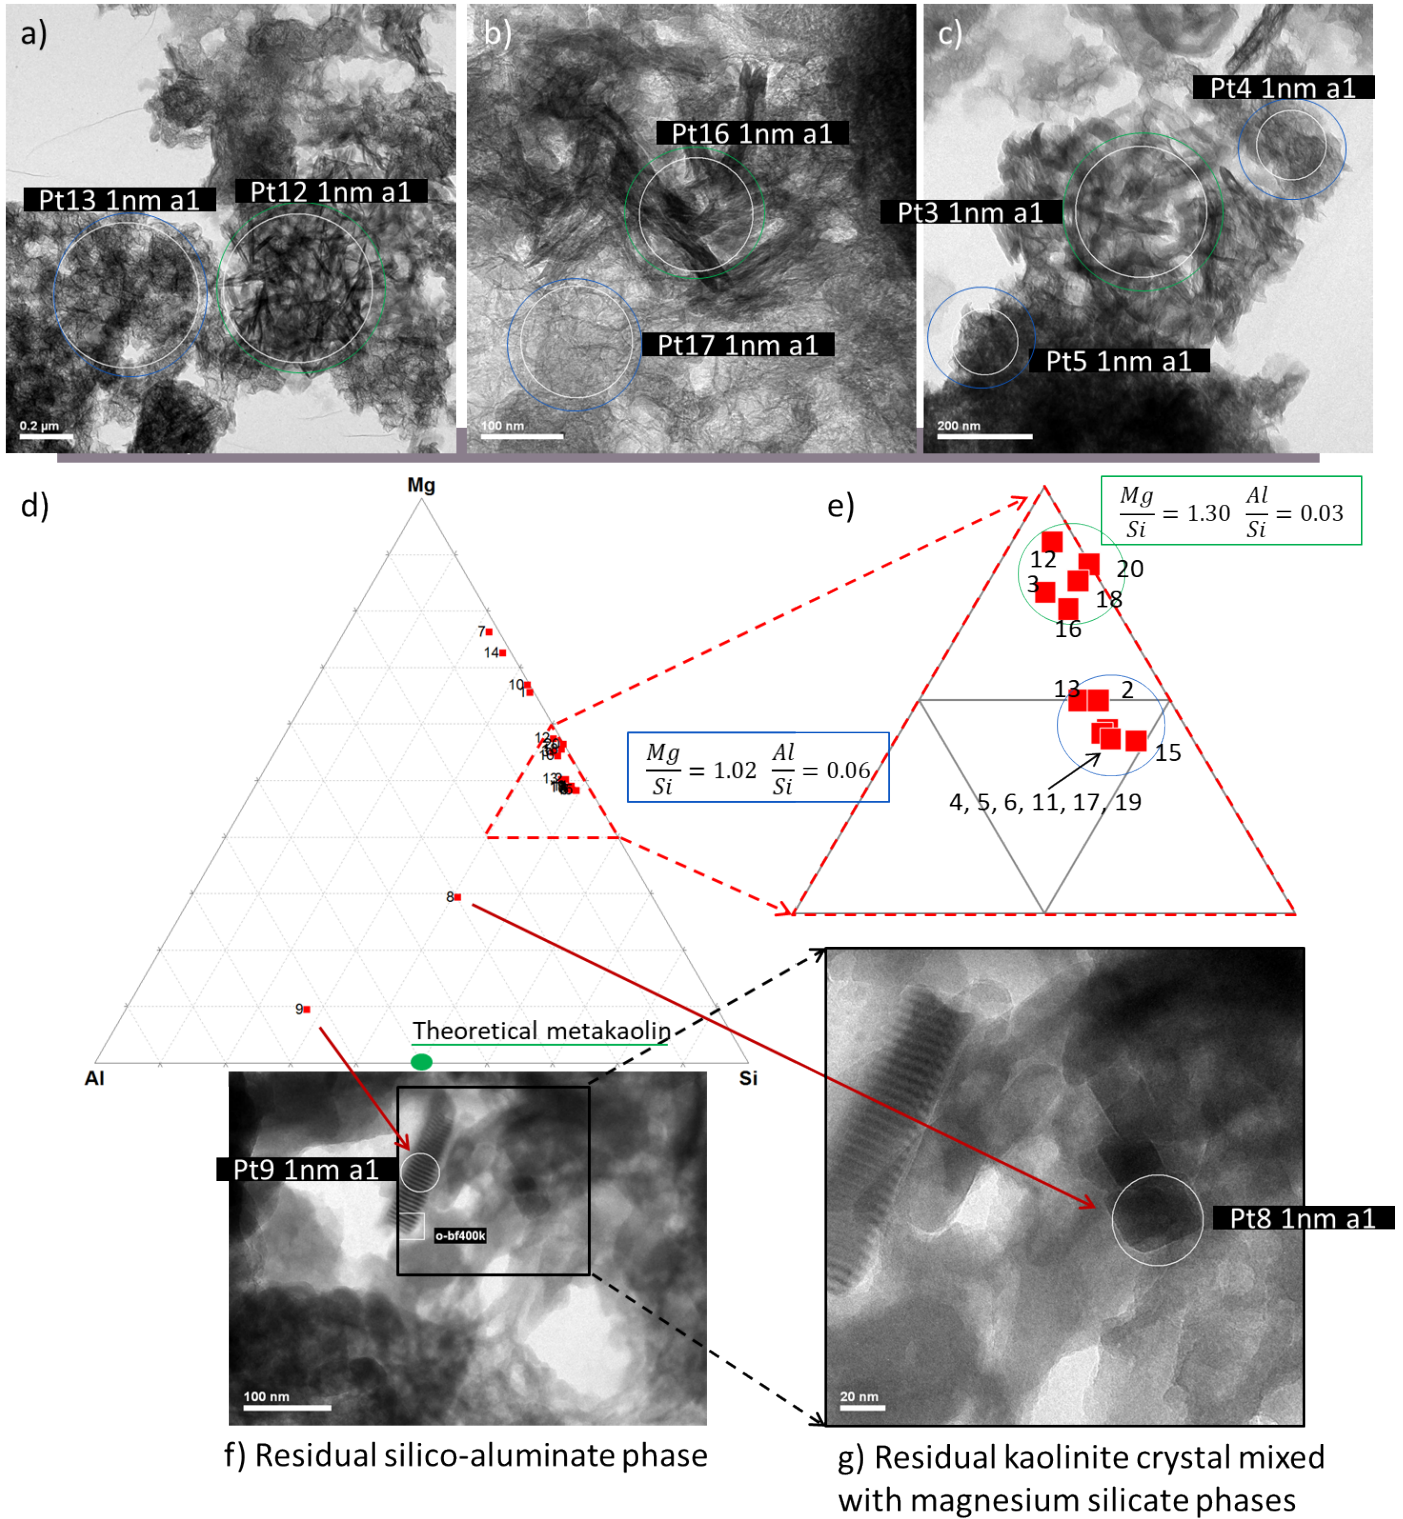 a)
b)
c)
Pt4 1nm a1
Pt16 1nm a1
Pt13 1nm a1
Pt12 1nm a1
Pt3 1nm a1
Pt17 1nm a1
Pt5 1nm a1
0.2 µm
100 nm
200 nm
d)
Mg
e)
Mg/Si = 1.30 Al/Si = 0.03
12
20
3
18
16
7
14
10
1
12
16
13
13
2
15
Mg/Si = 1.02 Al/Si = 0.06
4, 5, 6, 11, 17, 19
8
9
Theoretical metakaolin
Al
Si
Pt9 1nm a1
o-bf400k
Pt8 1nm a1
100 nm
20 nm
f) Residual silico-aluminate phase
g) Residual kaolinite crystal mixed
with magnesium silicate phases